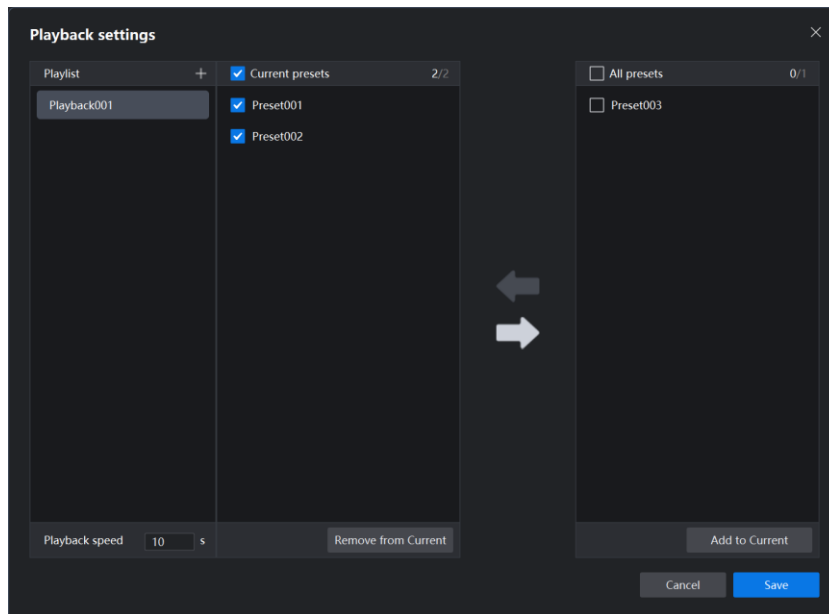 Playback settings
Playlist
Current presets 2/2
All presets 0/1
Playback001
Preset001
Preset003
Preset002
Playback speed 10 s
Remove from Current
Add to Current
Cancel
Save